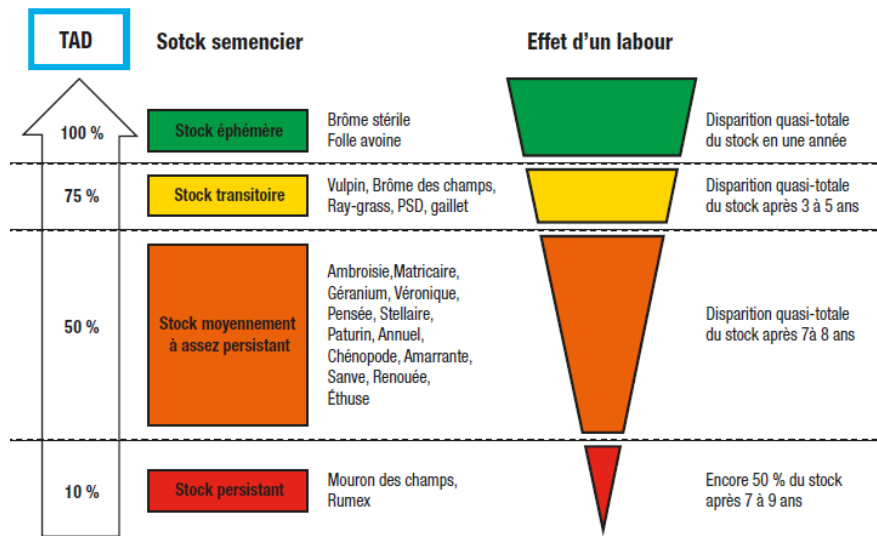 TAD
Sotck semencier
Effet d'un labour
100 %
Stock éphémère
Brôme stérile
Folle avoine
Disparition quasi-totale
du stock en une année
75 %
Stock transitoire
Vulpin, Brôme des champs,
Ray-grass, PSD, gaillet
Disparition quasi-totale
du stock après 3 à 5 ans
50 %
Stock moyennement
à assez persistant
Ambroisie,Matricaire,
Géranium, Véronique,
Pensée, Stellaire,
Paturin, Annuel,
Chénopode, Amarrante,
Sanve, Renouée,
Éthuse
Disparition quasi-totale
du stock après 7à 8 ans
10 %
Stock persistant
Mouron des champs,
Rumex
Encore 50 % du stock
après 7 à 9 ans